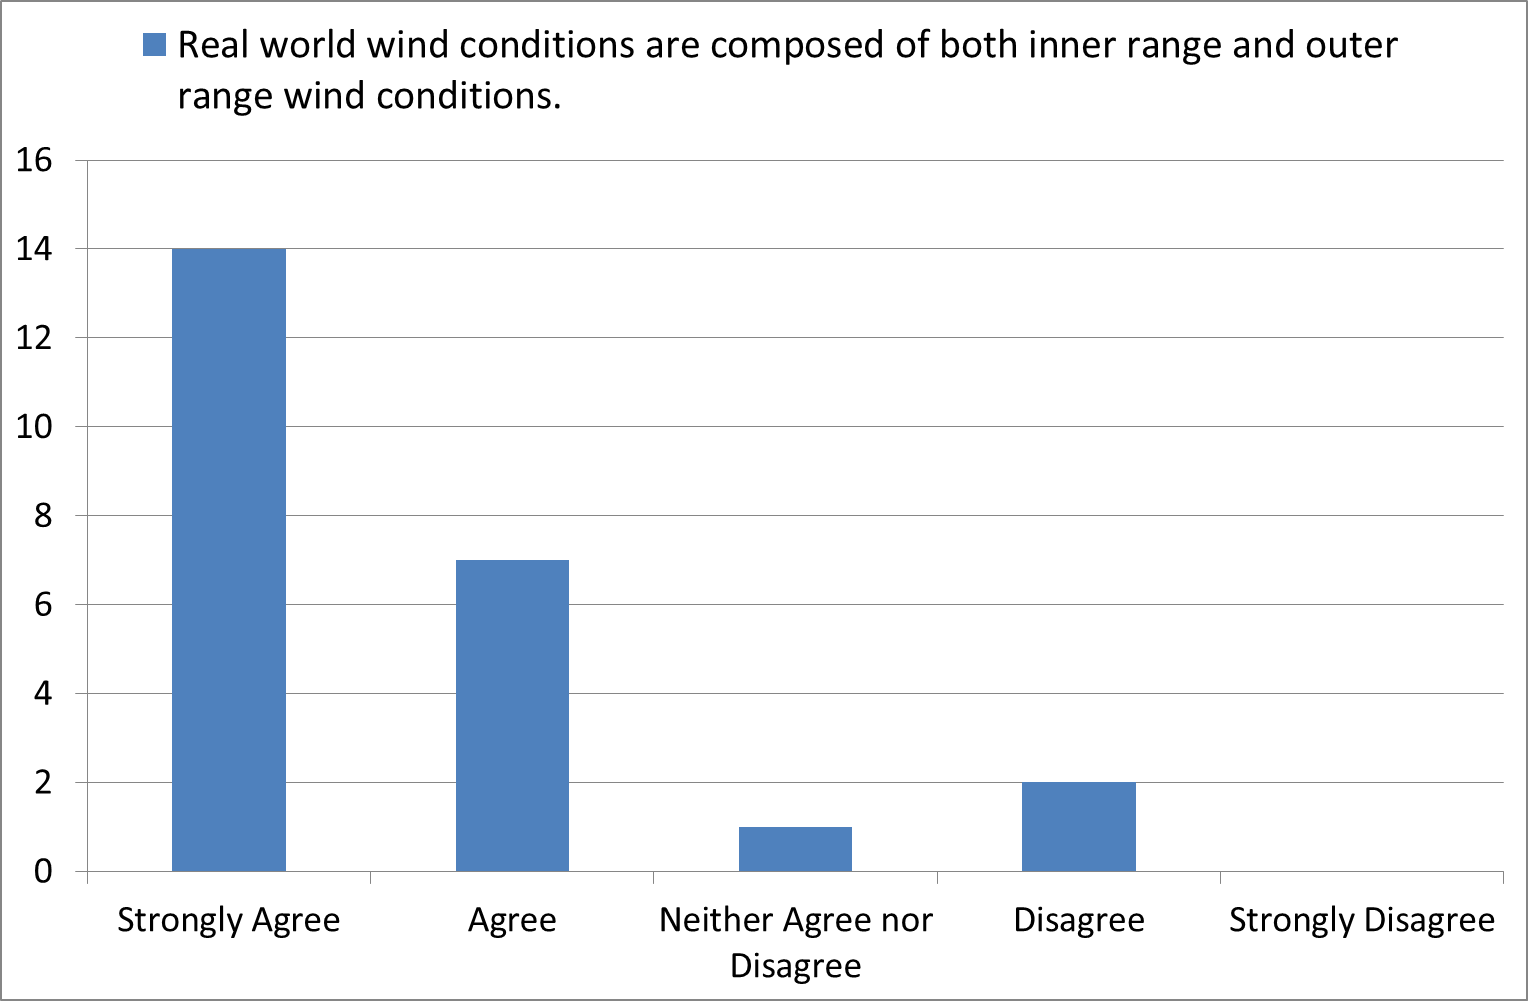 Real world wind conditions are composed of both inner range and outer
range wind conditions.
16
14
12
10
8
6
4
2
0
Strongly Agree
Agree
Neither Agree nor
Disagree
Disagree
Strongly Disagree